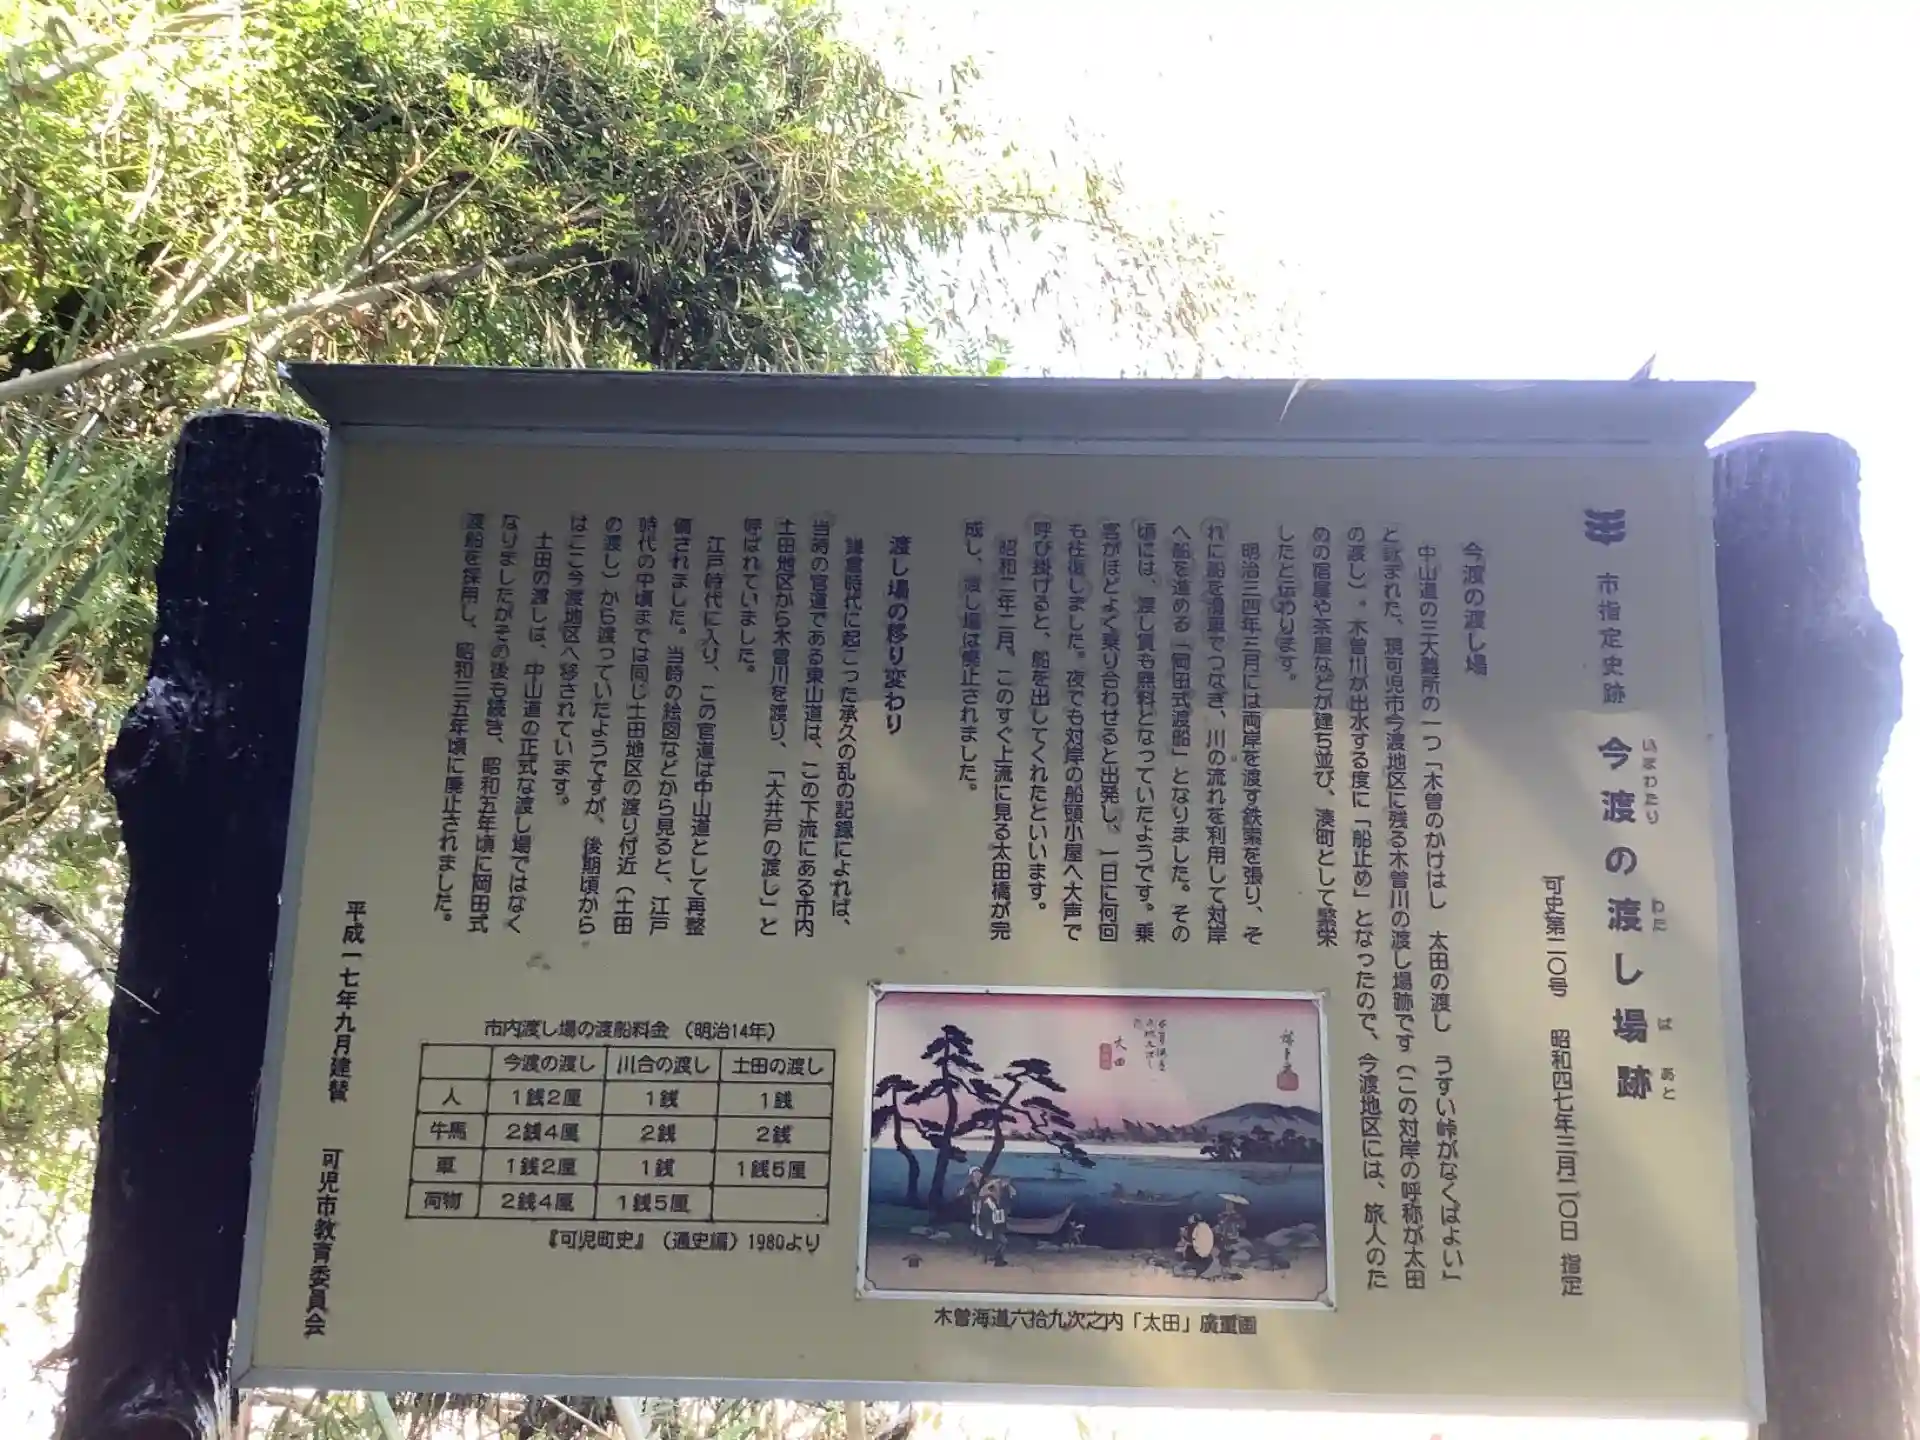 市指定史跡 今渡の渡し場跡
いまわたり わた ば あと
可史第二〇号 昭和四七年三月二〇日 指定
今渡の渡し場
中山道の三大難所の一つ「木曽のかけはし 太田の渡し うすい峠がなくばよい」
と詠まれた、現可児市今渡地区に残る木曽川の渡し場跡です（この対岸の呼称が太田
の渡し）。木曽川が出水する度に「船止め」となったので、今渡地区には、旅人のた
めの宿屋や茶屋などが建ち並び、湊町として繁栄
したと伝わります。
明治三四年三月には両岸を渡す鉄索を張り、そ
れに船を滑車でつなぎ、川の流れを利用して対岸
へ船を進める「岡田式渡船」となりました。その
頃には、渡し賃も無料となっていたようです。乗
客がほどよく乗り合わせると出発し、一日に何回
も往復しました。夜でも対岸の船頭小屋へ大声で
呼び掛けると、船を出してくれたといいます。
昭和二年二月、このすぐ上流に見る太田橋が完
成し、渡し場は廃止されました。
渡し場の移り変わり
鎌倉時代に起こった承久の乱の記録によれば、
当時の官道である東山道は、この下流にある市内
土田地区から木曽川を渡り、「大井戸の渡し」と
呼ばれていました。
江戸時代に入り、この官道は中山道として再整
備されました。当時の絵図などから見ると、江戸
時代の中頃までは同じ土田地区の渡り付近（土田
の渡し）から渡っていたようですが、後期頃から
はここ今渡地区へ移されています。
土田の渡しは、中山道の正式な渡し場ではなく
なりましたがその後も続き、昭和五年頃に岡田式
渡船を採用し、昭和三五年頃に廃止されました。
平成一七年九月建替 可児市教育委員会
市内渡し場の渡船料金（明治14年）
今渡の渡し 川合の渡し 土田の渡し
人 1銭2厘 1銭 1銭
牛馬 2銭4厘 2銭 2銭
車 1銭2厘 1銭 1銭5厘
荷物 2銭4厘 1銭5厘
『可児町史』（通史編）1980より
太田
木曽海道六拾九次之内「太田」廣重画